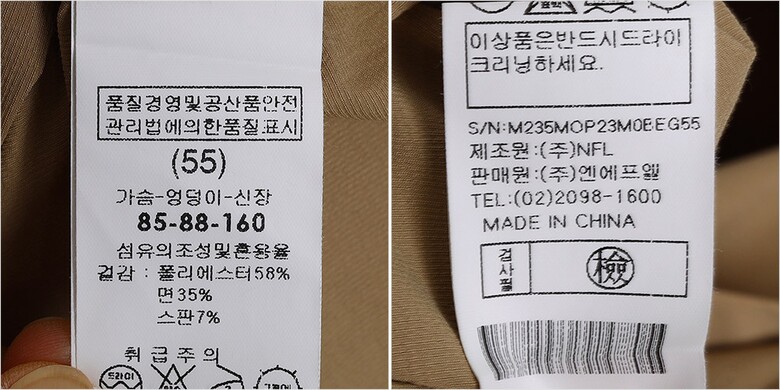 품질경영및공산품안전
관리법에의한품질표시
(55)
가슴-엉덩이-신장
85-88-160
섬유의조성및혼용율
겉감 : 폴리에스터58%
면35%
스판7%
취급주의
드라이
이상품은반드시드라이
크리닝하세요.
S/N:M235MOP23M0BEG55
제조원:(주)NFL
판매원:(주)엔에프엘
TEL:(02)2098-1600
MADE IN CHINA
검사필
檢